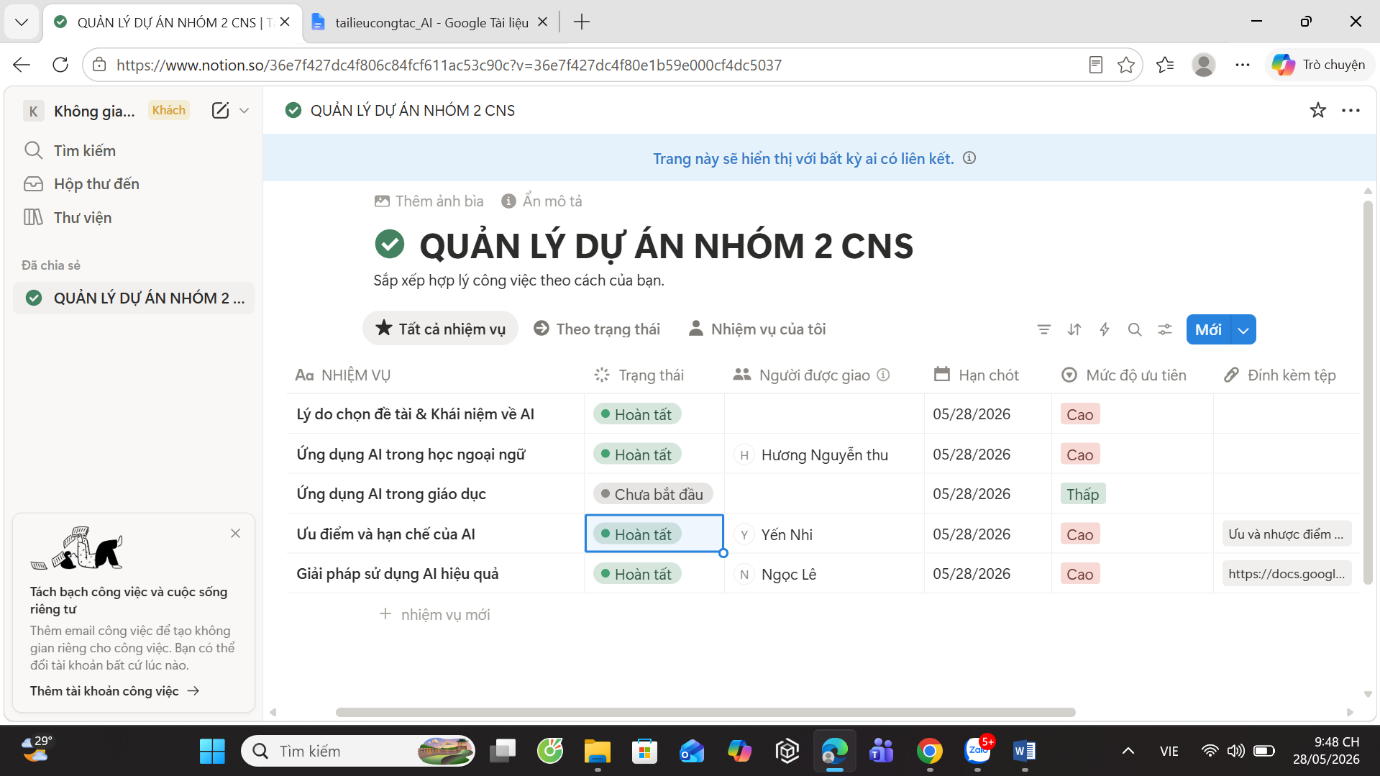 QUẢN LÝ DỰ ÁN NHÓM 2 CNS |
tailieucongtac_AI - Google Tài liệu
https://www.notion.so/36e7f427dc4f806c84fcf611ac53c90c?v=36e7f427dc4f80e1b59e000cf4dc5037
Trò chuyện
K Không gia... Khách
Tìm kiếm
Hộp thư đến
Thư viện
Đã chia sẻ
QUẢN LÝ DỰ ÁN NHÓM 2 ...
Tách bạch công việc và cuộc sống
riêng tư
Thêm email công việc để tạo không
gian riêng cho công việc. Bạn có thể
đổi tài khoản bất cứ lúc nào.
Thêm tài khoản công việc →
QUẢN LÝ DỰ ÁN NHÓM 2 CNS
Trang này sẽ hiển thị với bất kỳ ai có liên kết.
Thêm ảnh bìa Ẩn mô tả
QUẢN LÝ DỰ ÁN NHÓM 2 CNS
Sắp xếp hợp lý công việc theo cách của bạn.
Tất cả nhiệm vụ Theo trạng thái Nhiệm vụ của tôi Mới
Aa NHIỆM VỤ Trạng thái Người được giao Hạn chót Mức độ ưu tiên Đính kèm tệp
Lý do chọn đề tài & Khái niệm về AI Hoàn tất 05/28/2026 Cao
Ứng dụng AI trong học ngoại ngữ Hoàn tất H Hương Nguyễn thu 05/28/2026 Cao
Ứng dụng AI trong giáo dục Chưa bắt đầu 05/28/2026 Thấp
Ưu điểm và hạn chế của AI Hoàn tất Y Yến Nhi 05/28/2026 Cao Ưu và nhược điểm ...
Giải pháp sử dụng AI hiệu quả Hoàn tất N Ngọc Lê 05/28/2026 Cao https://docs.googl...
+ nhiệm vụ mới
29°
Tìm kiếm
Zalo
5+
VIE
9:48 CH
28/05/2026